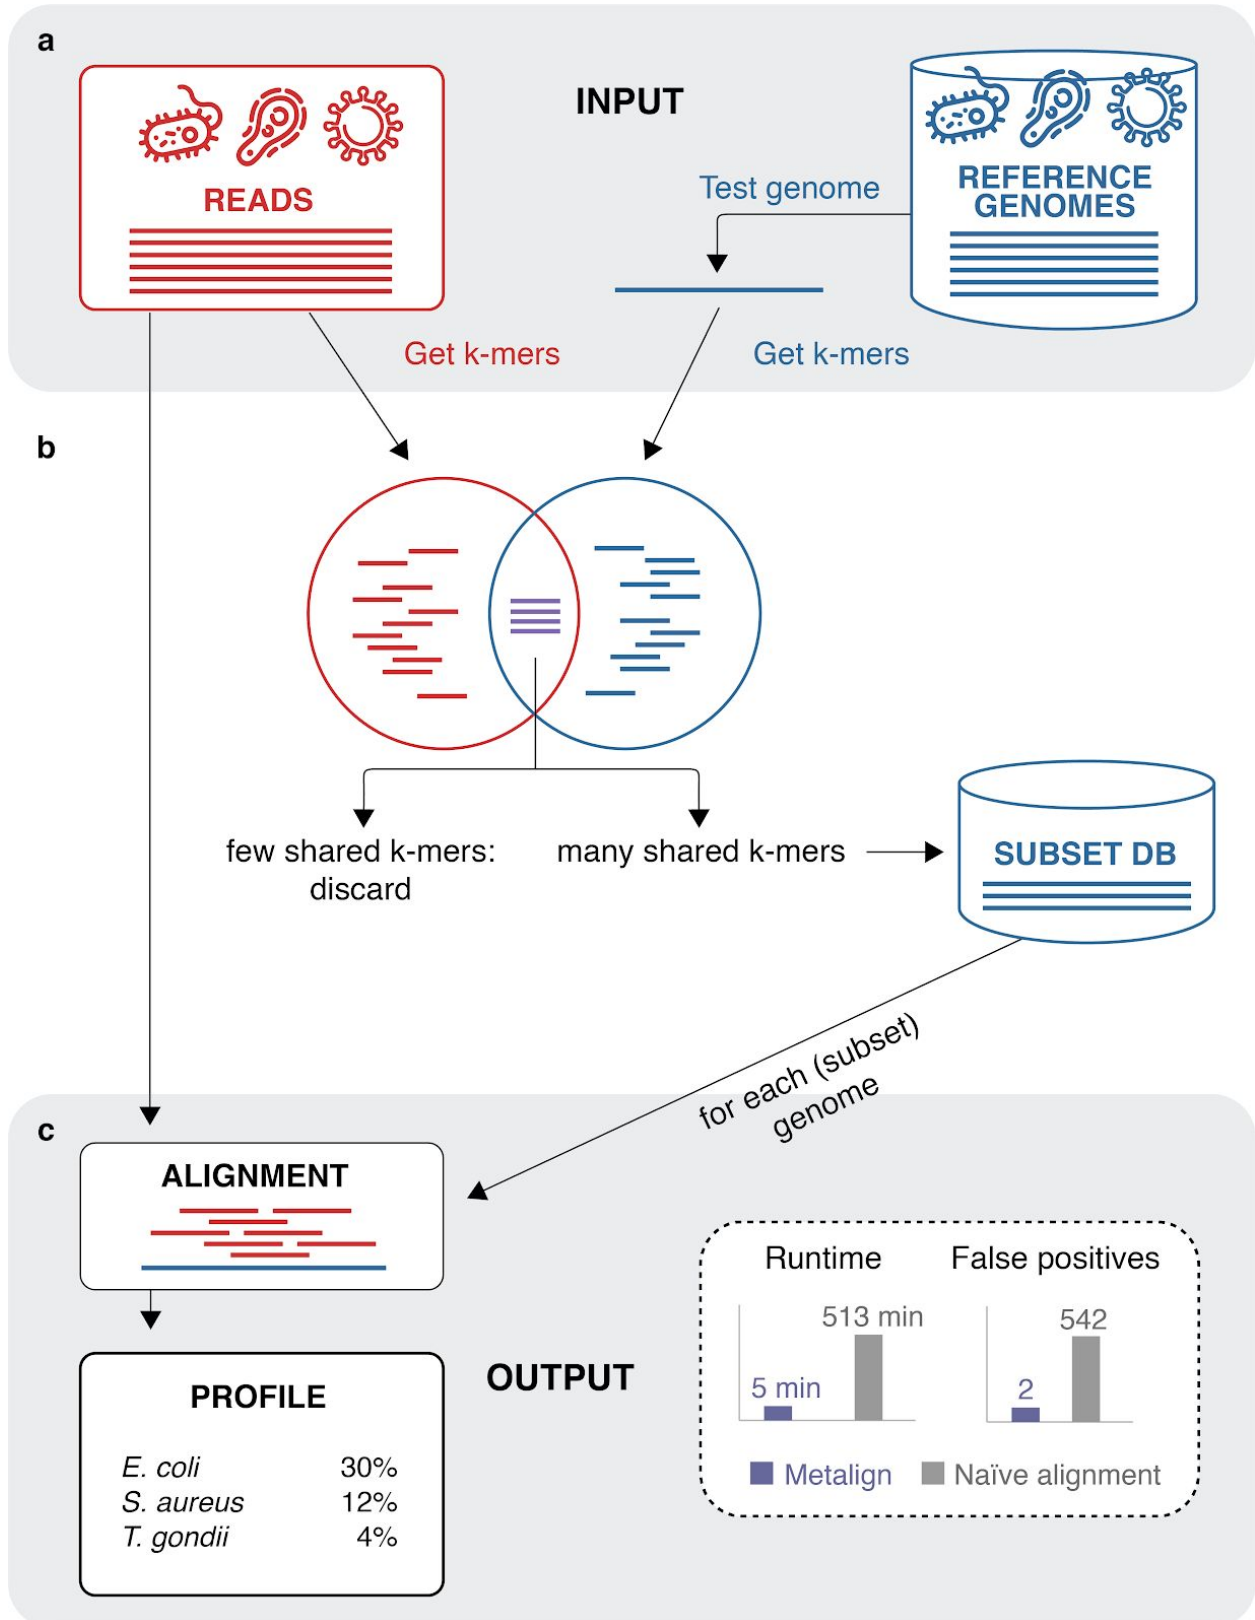 a
INPUT
READS
REFERENCE
GENOMES
Test genome
Get k-mers
Get k-mers
b
few shared k-mers:
discard
many shared k-mers
SUBSET DB
for each (subset)
genome
c
ALIGNMENT
PROFILE
E. coli 30%
S. aureus 12%
T. gondii 4%
OUTPUT
Runtime
5 min
513 min
False positives
2
542
Metalign
Naïve alignment